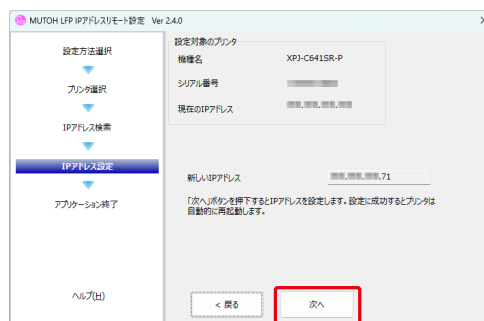 MUTOH LFP IPアドレスリモート設定 Ver 2.4.0
設定方法選択
プリンタ選択
IPアドレス検索
IPアドレス設定
アプリケーション終了
ヘルプ(H)
設定対象のプリンタ
機種名 XPJ-C641SR-P
シリアル番号
現在のIPアドレス
新しいIPアドレス .71
「次へ」ボタンを押下するとIPアドレスを設定します。設定に成功するとプリンタは
自動的に再起動します。
< 戻る 次へ